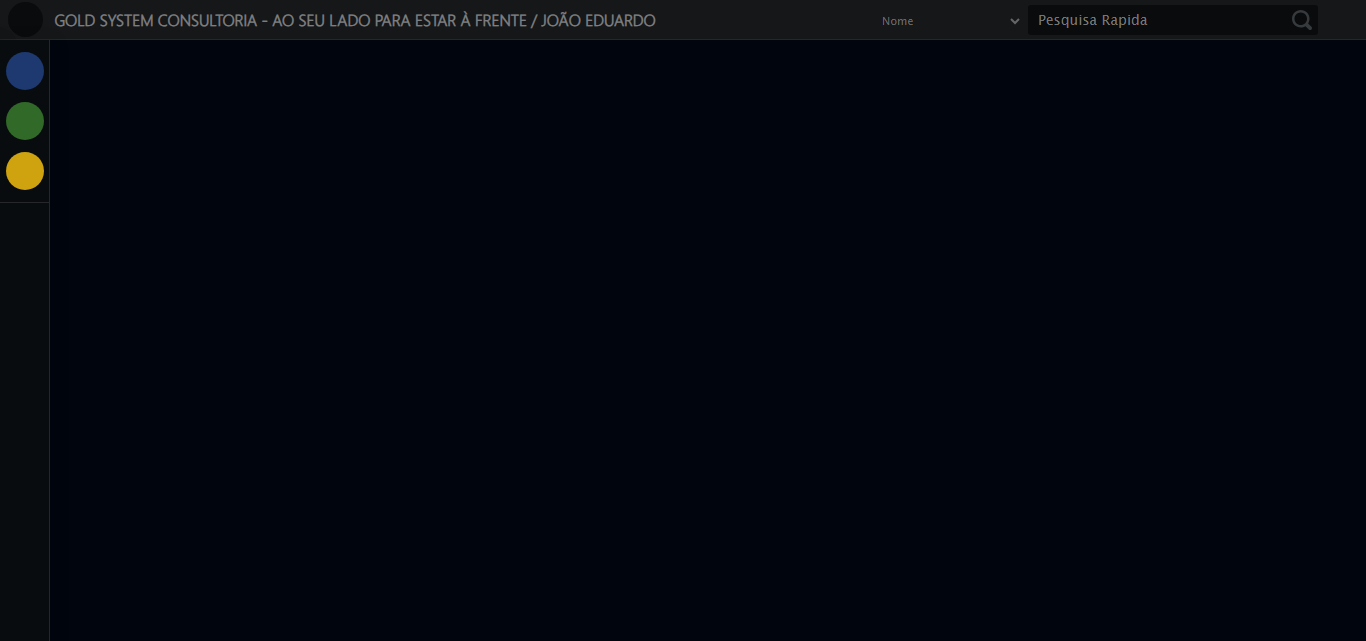 GOLD SYSTEM CONSULTORIA - AO SEU LADO PARA ESTAR À FRENTE / JOÃO EDUARDO
Nome
Pesquisa Rapida